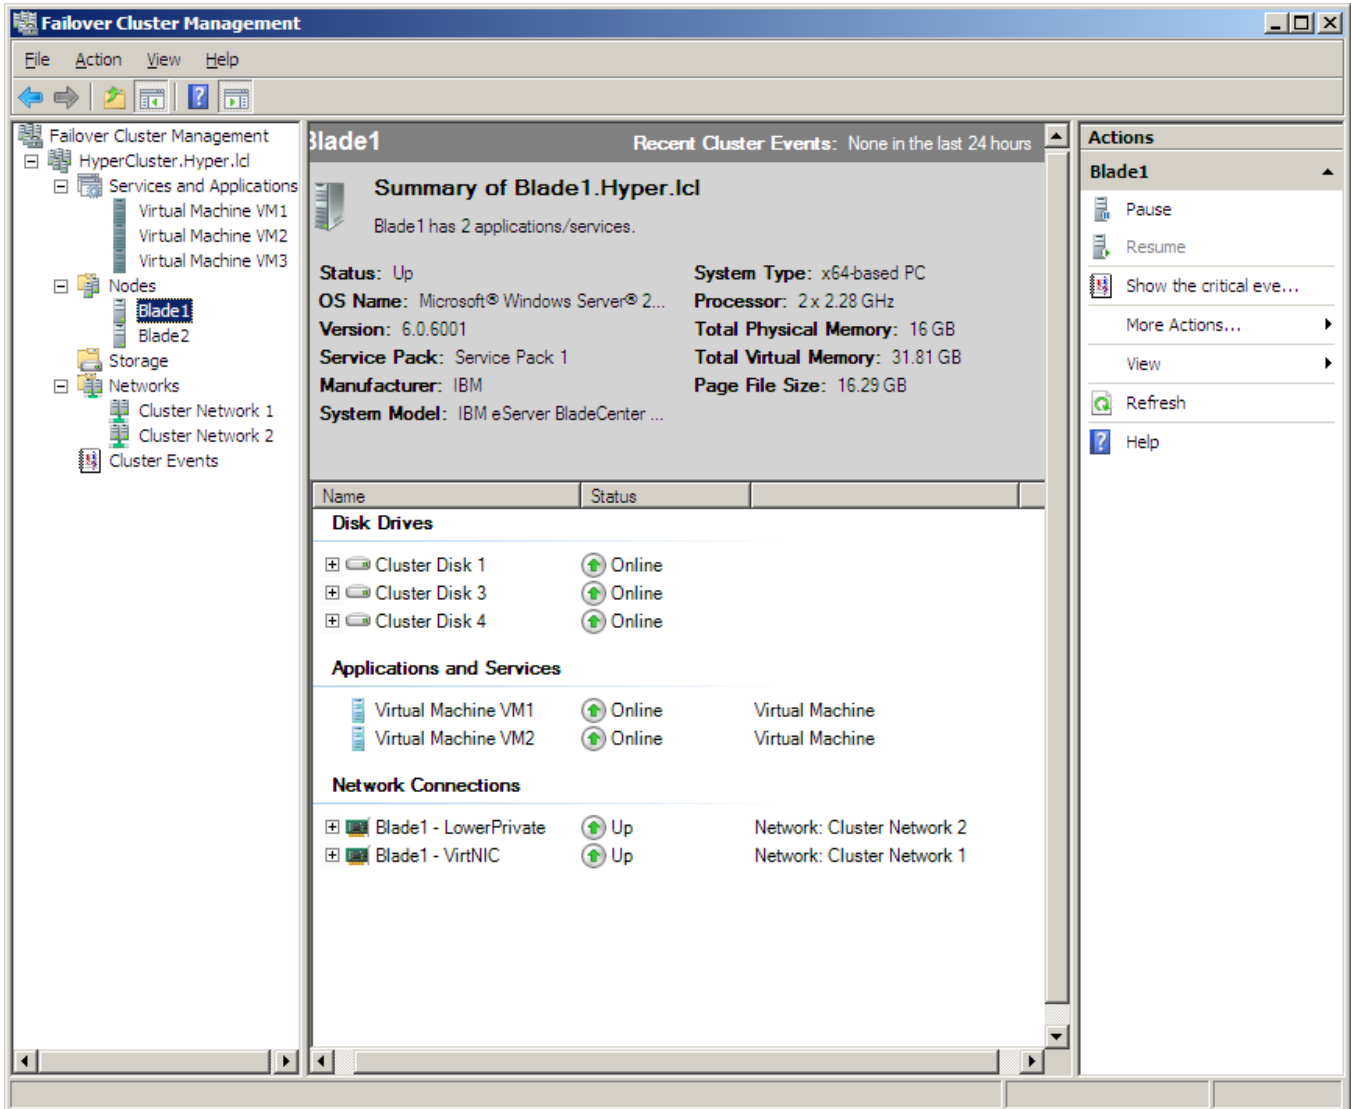 Failover Cluster Management
File Action View Help
Failover Cluster Management
HyperCluster.Hyper.lcl
Services and Applications
Virtual Machine VM1
Virtual Machine VM2
Virtual Machine VM3
Nodes
Blade1
Blade2
Storage
Networks
Cluster Network 1
Cluster Network 2
Cluster Events
Blade1 Recent Cluster Events: None in the last 24 hours
Summary of Blade1.Hyper.lcl
Blade1 has 2 applications/services.
Status: Up
OS Name: Microsoft® Windows Server® 2...
Version: 6.0.6001
Service Pack: Service Pack 1
Manufacturer: IBM
System Model: IBM eServer BladeCenter ...
System Type: x64-based PC
Processor: 2 x 2.28 GHz
Total Physical Memory: 16 GB
Total Virtual Memory: 31.81 GB
Page File Size: 16.29 GB
Name Status
Disk Drives
Cluster Disk 1 Online
Cluster Disk 3 Online
Cluster Disk 4 Online
Applications and Services
Virtual Machine VM1 Online Virtual Machine
Virtual Machine VM2 Online Virtual Machine
Network Connections
Blade1 - LowerPrivate Up Network: Cluster Network 2
Blade1 - VirtNIC Up Network: Cluster Network 1
Actions
Blade1
Pause
Resume
Show the critical eve...
More Actions...
View
Refresh
Help